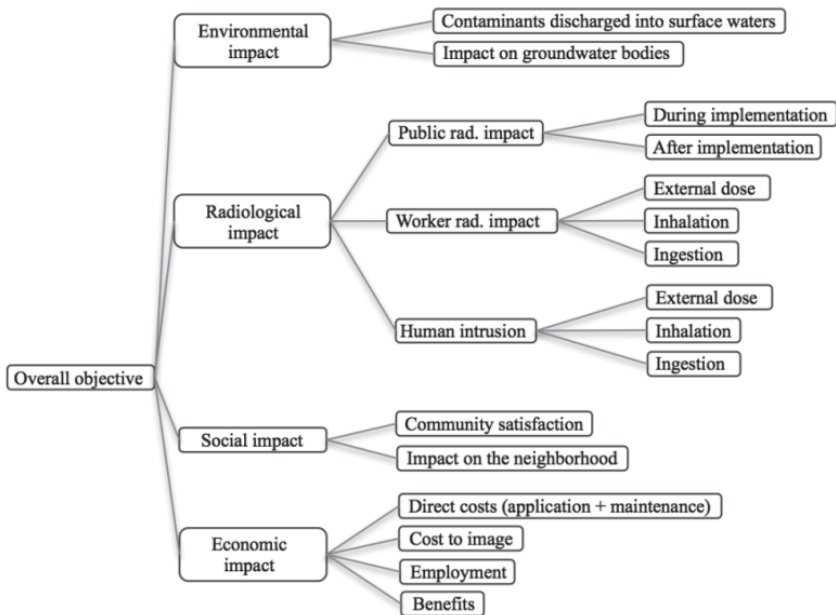 Environmental
impact
Contaminants discharged into surface waters
Impact on groundwater bodies
Public rad. impact
During implementation
After implementation
Radiological
impact
Worker rad. impact
External dose
Inhalation
Ingestion
Human intrusion
External dose
Inhalation
Ingestion
Overall objective
Social impact
Community satisfaction
Impact on the neighborhood
Economic
impact
Direct costs (application + maintenance)
Cost to image
Employment
Benefits